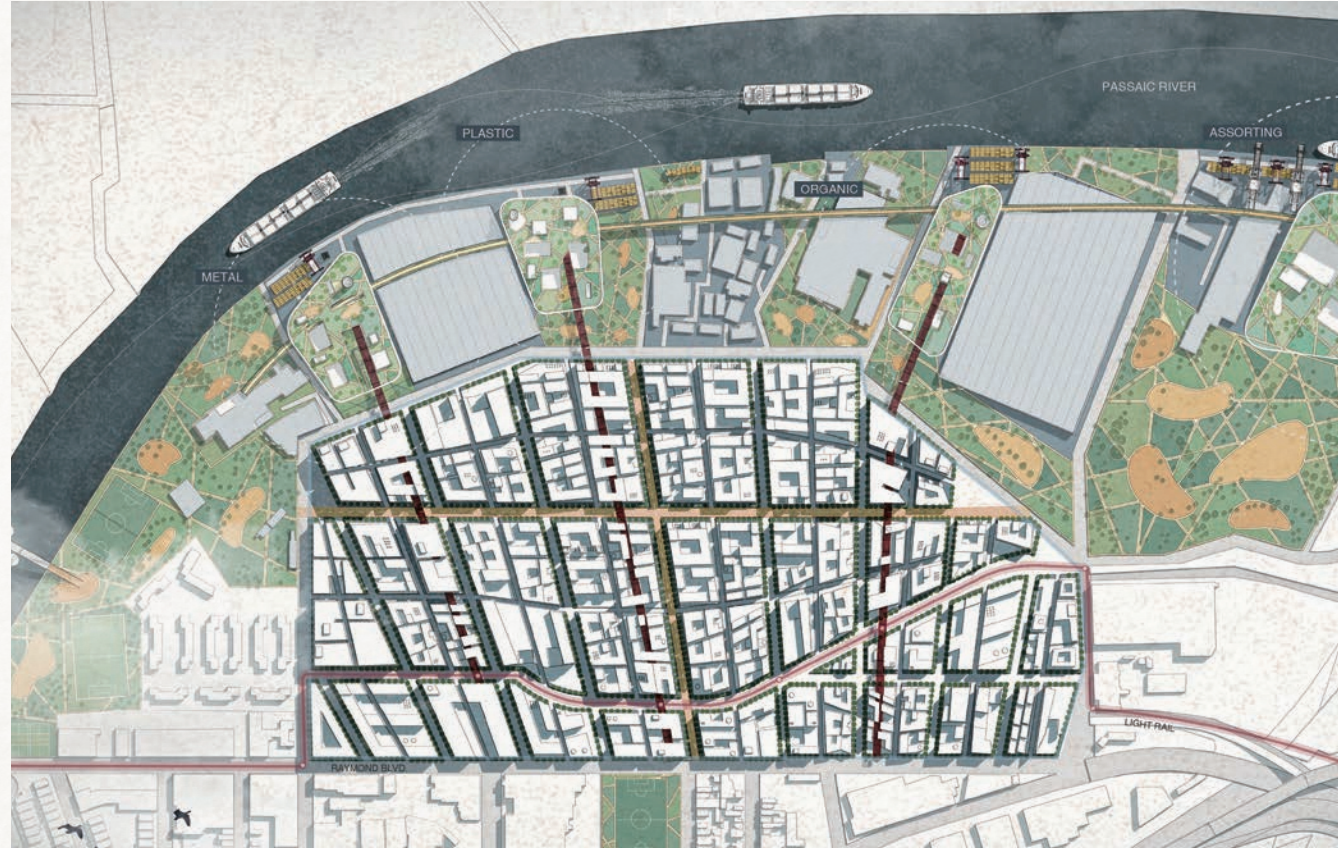 PASSAIC RIVER
PLASTIC
ASSORTING
ORGANIC
METAL
LIGHT RAIL
RAYMOND BLVD